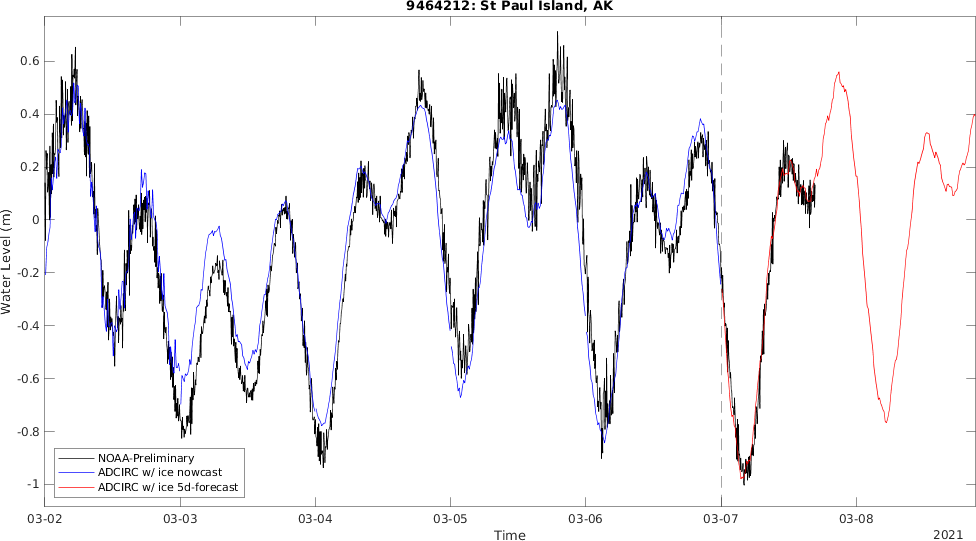 9464212: St Paul Island, AK
Water Level (m)
0.6
0.4
0.2
0
-0.2
-0.4
-0.6
-0.8
-1
NOAA-Preliminary
ADCIRC w/ ice nowcast
ADCIRC w/ ice 5d-forecast
03-02 03-03 03-04 03-05 03-06 03-07 03-08
Time
2021